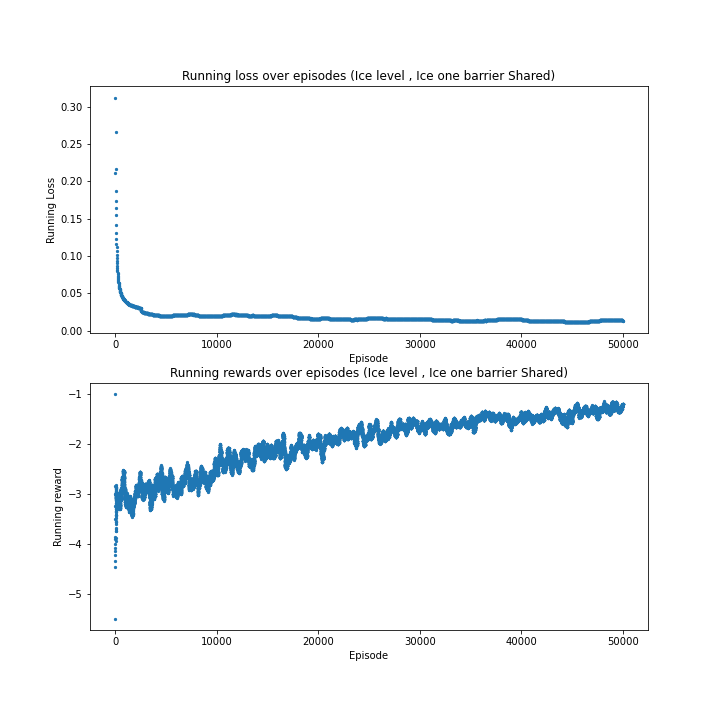 Running loss over episodes (Ice level , Ice one barrier Shared)
0.30
0.25
0.20
0.15
0.10
0.05
0.00
Running Loss
0 10000 20000 30000 40000 50000
Episode
Running rewards over episodes (Ice level , Ice one barrier Shared)
−1
−2
−3
−4
−5
Running reward
0 10000 20000 30000 40000 50000
Episode